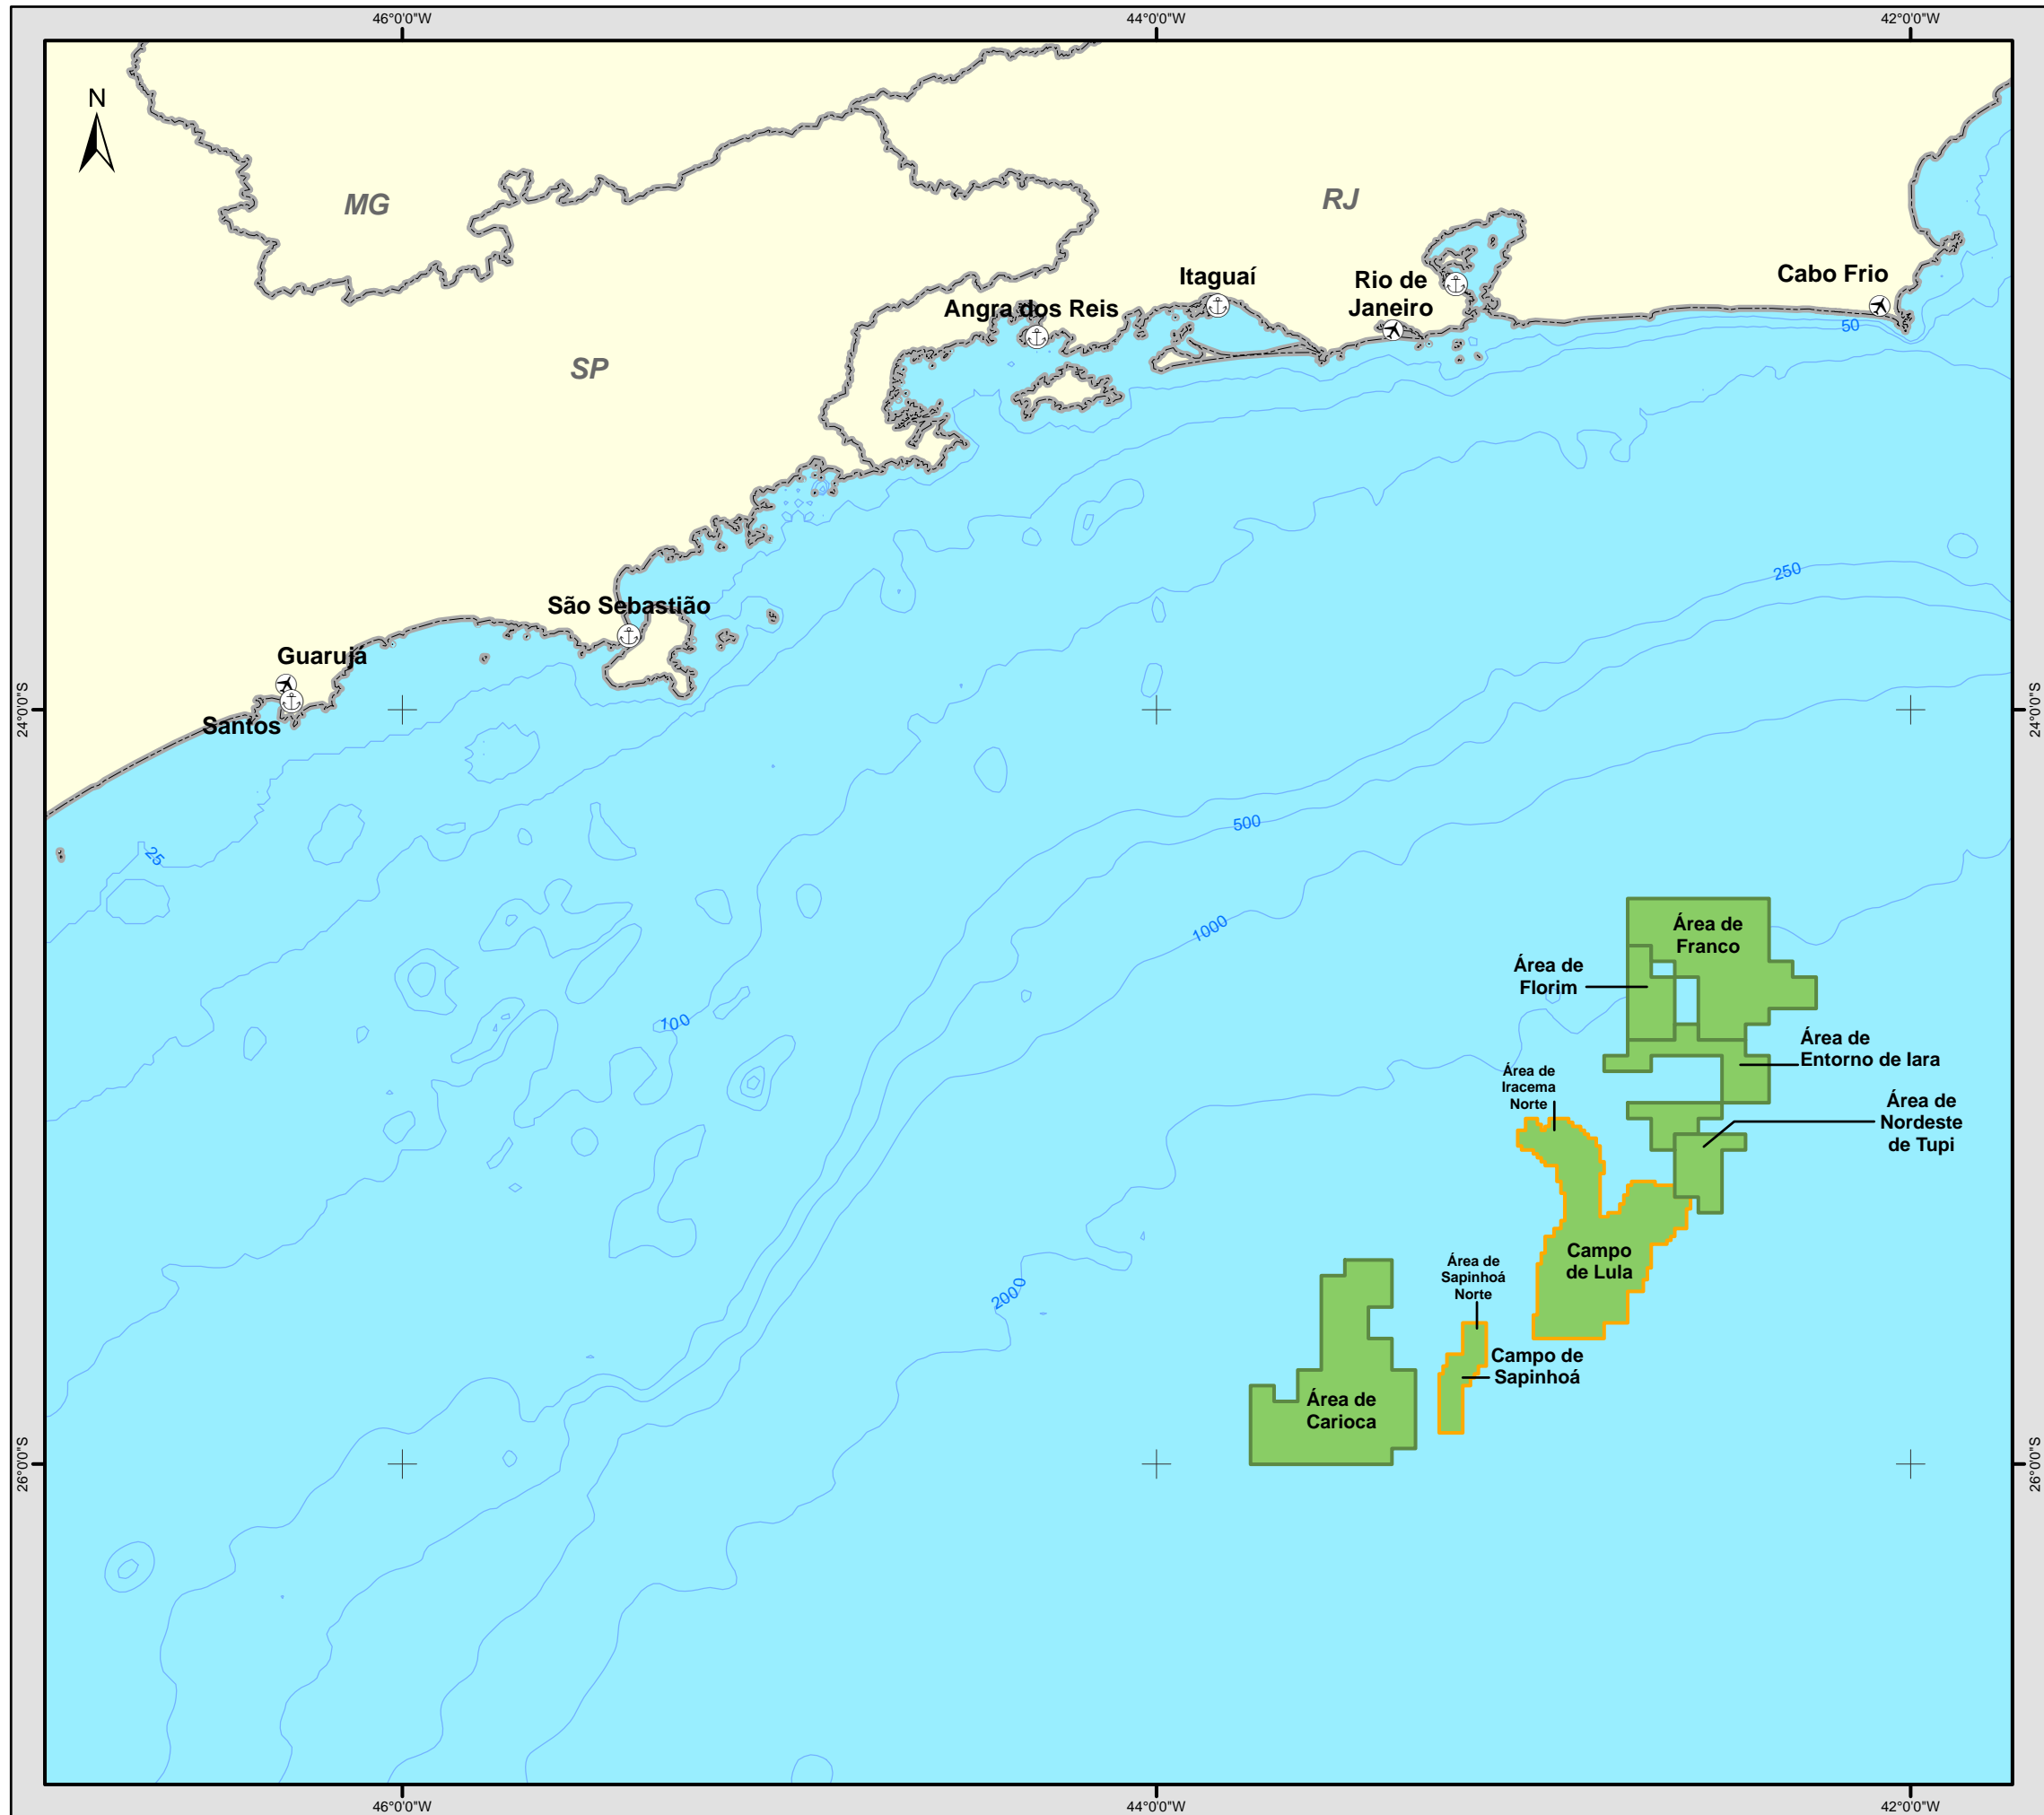 46°0'0"W
44°0'0"W
42°0'0"W
N
MG
RJ
SP
Itaguaí
Rio de
Janeiro
Cabo Frio
Angra dos Reis
50
250
São Sebastião
Guarujá
Santos
24°0'0"S
24°0'0"S
25
500
1000
100
2000
Área de
Franco
Área de
Florim
Área de
Entorno de Iara
Área de
Iracema
Norte
Área de
Nordeste
de Tupi
Campo
de Lula
Área de
Sapinhoá
Norte
Campo de
Sapinhoá
Área de
Carioca
26°0'0"S
26°0'0"S
46°0'0"W
44°0'0"W
42°0'0"W